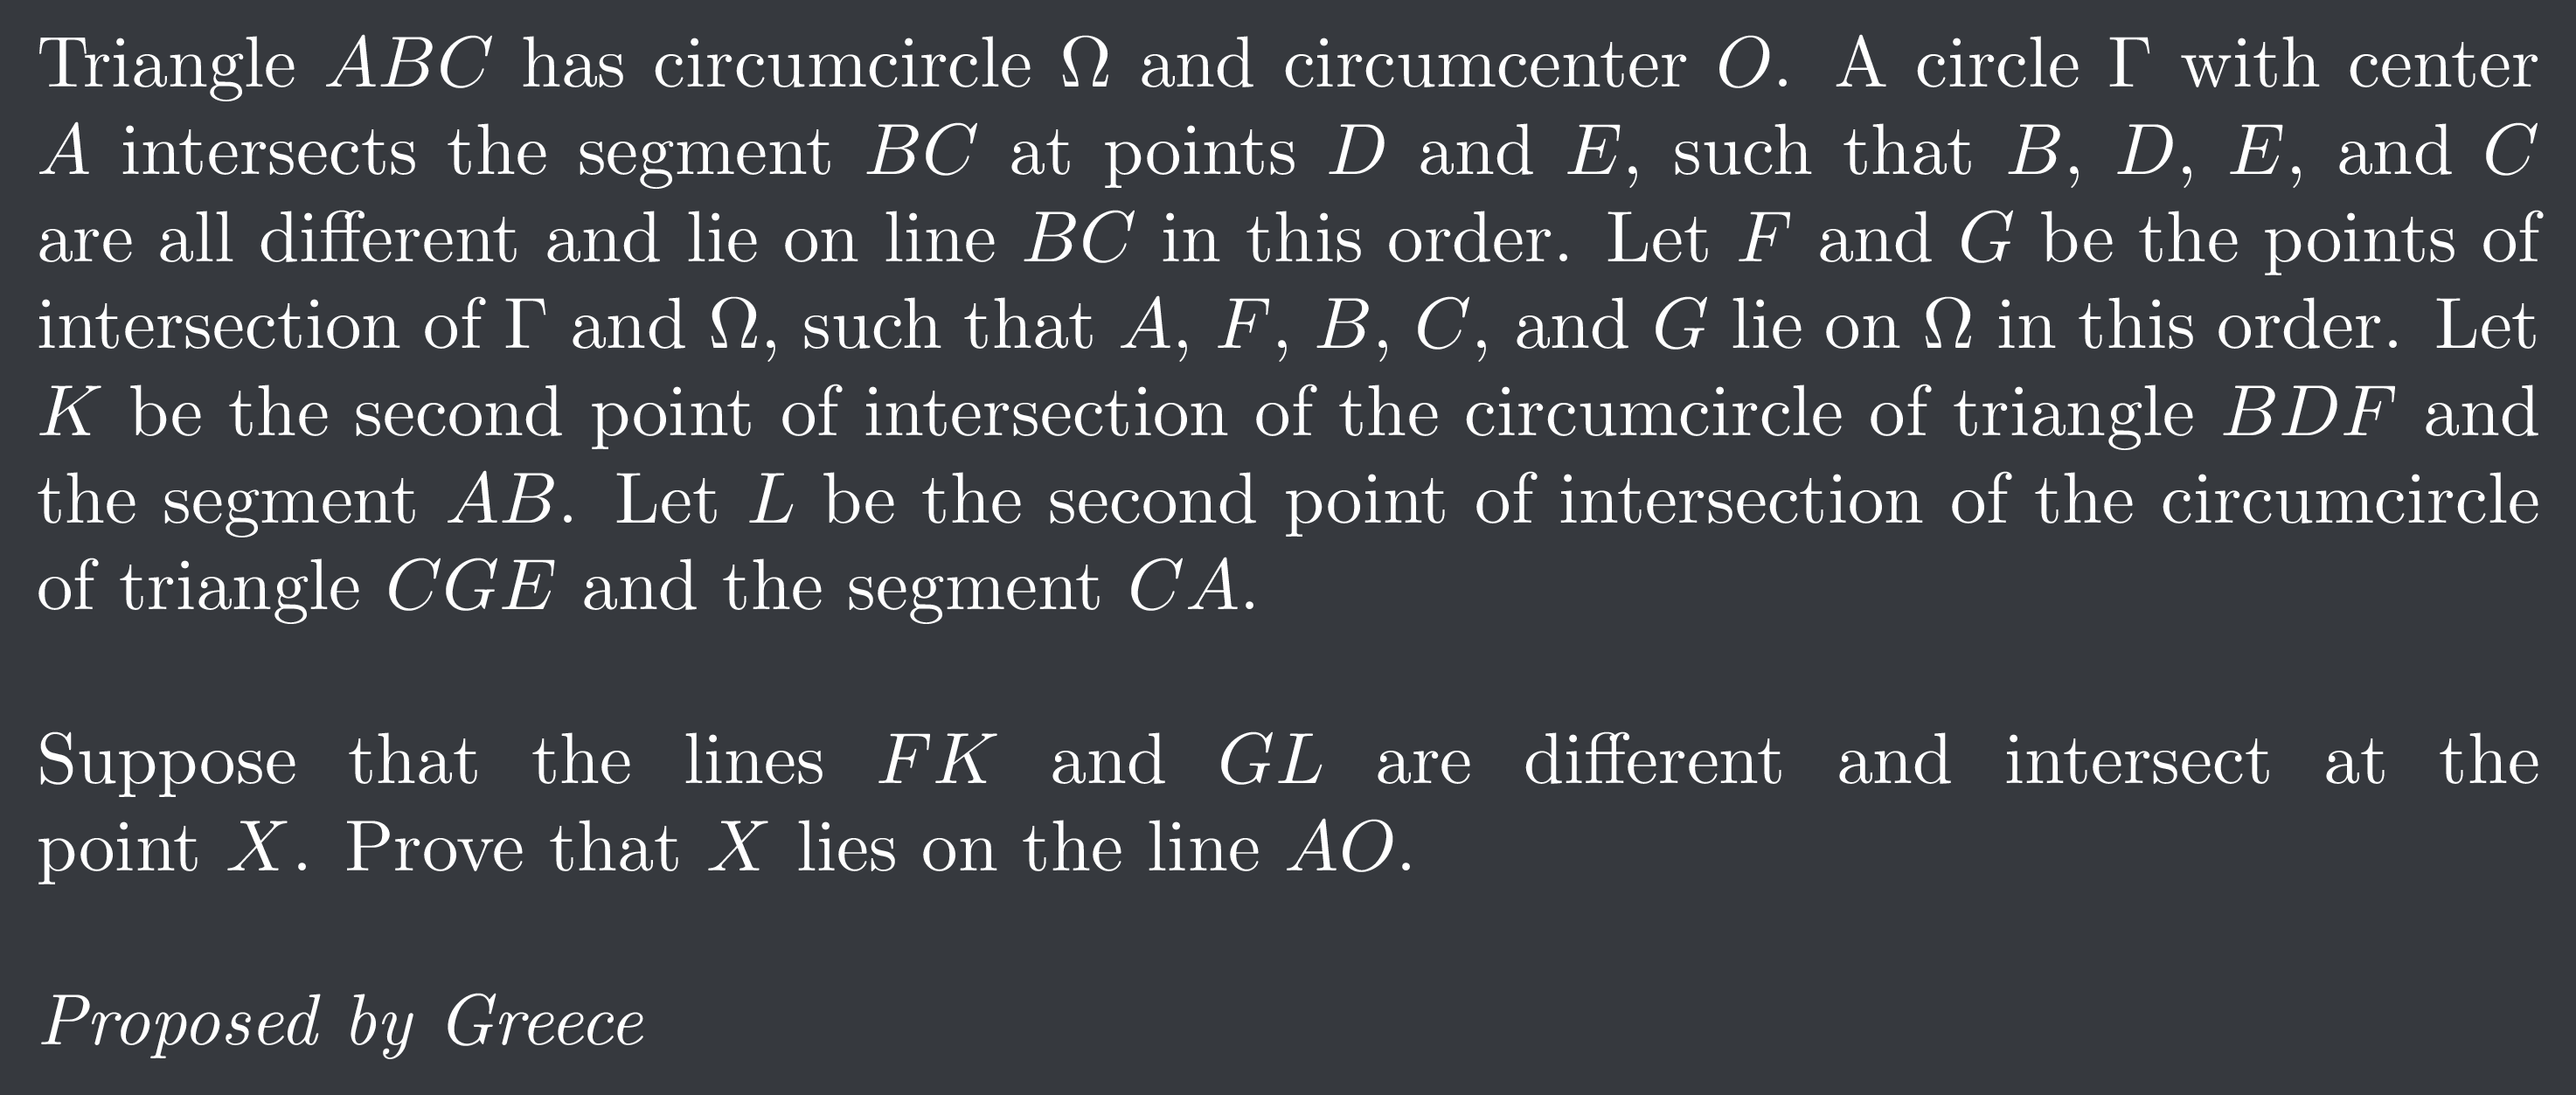 Triangle ABC has circumcircle Ω and circumcenter O. A circle Γ with center
A intersects the segment BC at points D and E, such that B, D, E, and C
are all different and lie on line BC in this order. Let F and G be the points of
intersection of Γ and Ω, such that A, F, B, C, and G lie on Ω in this order. Let
K be the second point of intersection of the circumcircle of triangle BDF and
the segment AB. Let L be the second point of intersection of the circumcircle
of triangle CGE and the segment CA.
Suppose that the lines FK and GL are different and intersect at the
point X. Prove that X lies on the line AO.
Proposed by Greece